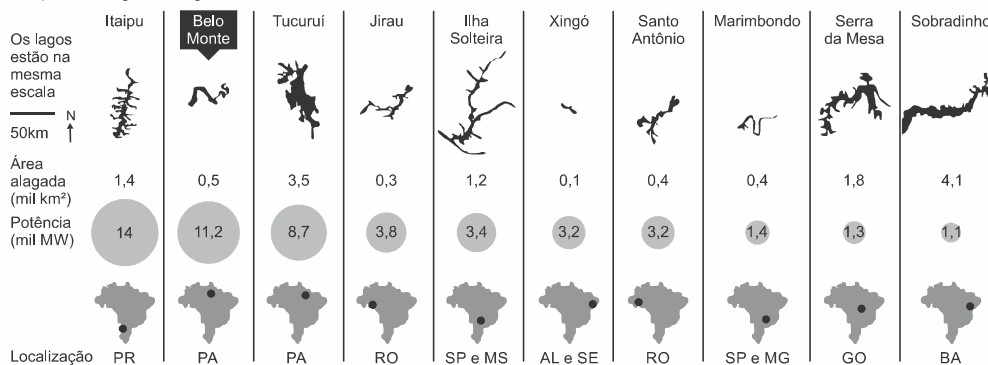 Itaipu Belo Monte Tucuruí Jirau Ilha Solteira Xingó Santo Antônio Marimbondo Serra da Mesa Sobradinho
Os lagos
estão na
mesma
escala
N
50km
Área
alagada
(mil km²) 1,4 0,5 3,5 0,3 1,2 0,1 0,4 0,4 1,8 4,1
Potência
(mil MW) 14 11,2 8,7 3,8 3,4 3,2 3,2 1,4 1,3 1,1
Localização PR PA PA RO SP e MS AL e SE RO SP e MG GO BA